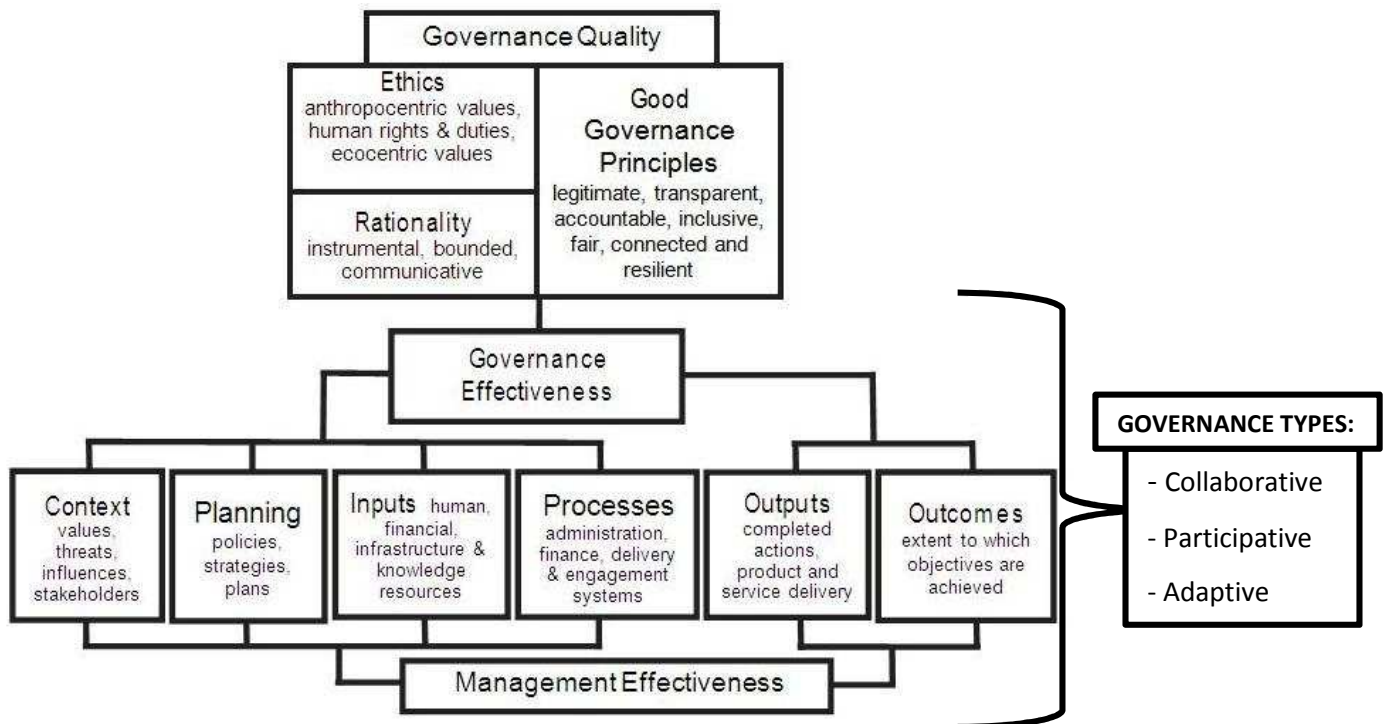 Governance Quality
Ethics
anthropocentric values,
human rights & duties,
ecocentric values
Rationality
instrumental, bounded,
communicative
Good
Governance
Principles
legitimate, transparent,
accountable, inclusive,
fair, connected and
resilient
Governance
Effectiveness
Context
values,
threats,
influences,
stakeholders
Planning
policies,
strategies,
plans
Inputs human,
financial,
infrastructure &
knowledge
resources
Processes
administration,
finance, delivery
& engagement
systems
Outputs
completed
actions,
product and
service delivery
Outcomes
extent to which
objectives are
achieved
Management Effectiveness
GOVERNANCE TYPES:
- Collaborative
- Participative
- Adaptive